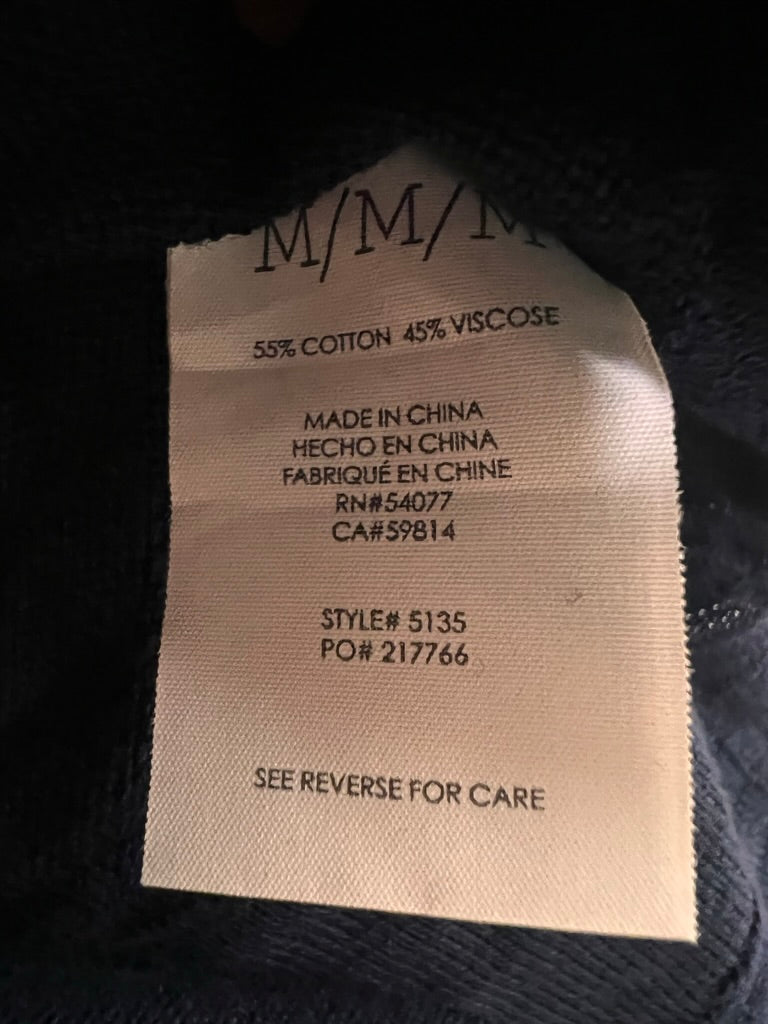 M/M/M
55% COTTON 45% VISCOSE
MADE IN CHINA
HECHO EN CHINA
FABRIQUÉ EN CHINE
RN#54077
CA#59814
STYLE# 5135
PO# 217766
SEE REVERSE FOR CARE